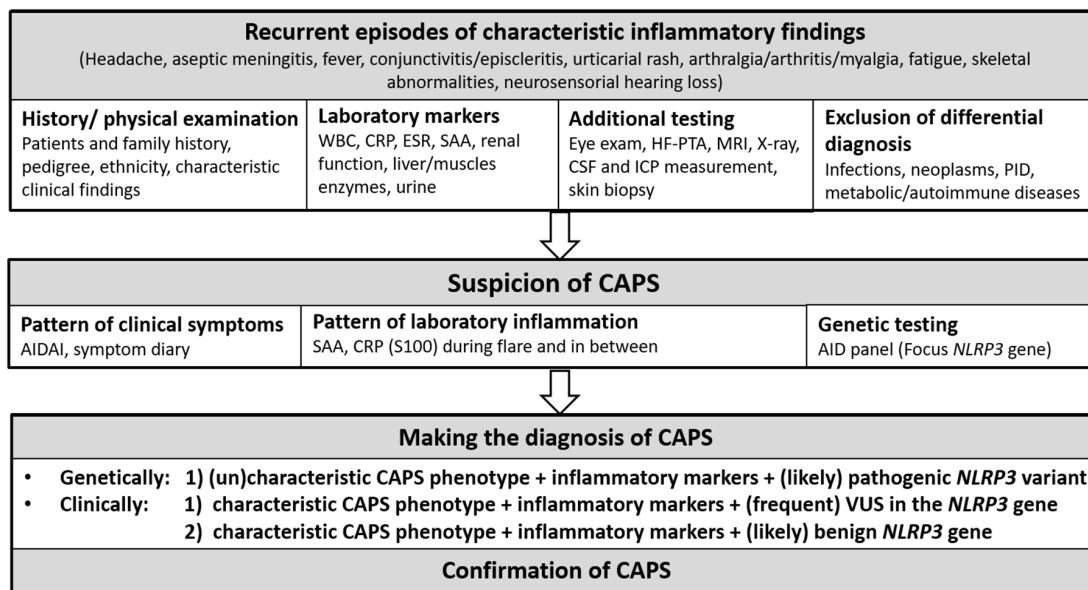 Recurrent episodes of characteristic inflammatory findings
(Headache, aseptic meningitis, fever, conjunctivitis/episcleritis, urticarial rash, arthralgia/arthritis/myalgia, fatigue, skeletal
abnormalities, neurosensorial hearing loss)
History/ physical examination
Patients and family history,
pedigree, ethnicity, characteristic
clinical findings
Laboratory markers
WBC, CRP, ESR, SAA, renal
function, liver/muscles
enzymes, urine
Additional testing
Eye exam, HF-PTA, MRI, X-ray,
CSF and ICP measurement,
skin biopsy
Exclusion of differential
diagnosis
Infections, neoplasms, PID,
metabolic/autoimmune diseases
Suspicion of CAPS
Pattern of clinical symptoms
AIDAI, symptom diary
Pattern of laboratory inflammation
SAA, CRP (S100) during flare and in between
Genetic testing
AID panel (Focus NLRP3 gene)
Making the diagnosis of CAPS
• Genetically: 1) (un)characteristic CAPS phenotype + inflammatory markers + (likely) pathogenic NLRP3 variant
• Clinically: 1) characteristic CAPS phenotype + inflammatory markers + (frequent) VUS in the NLRP3 gene
2) characteristic CAPS phenotype + inflammatory markers + (likely) benign NLRP3 gene
Confirmation of CAPS